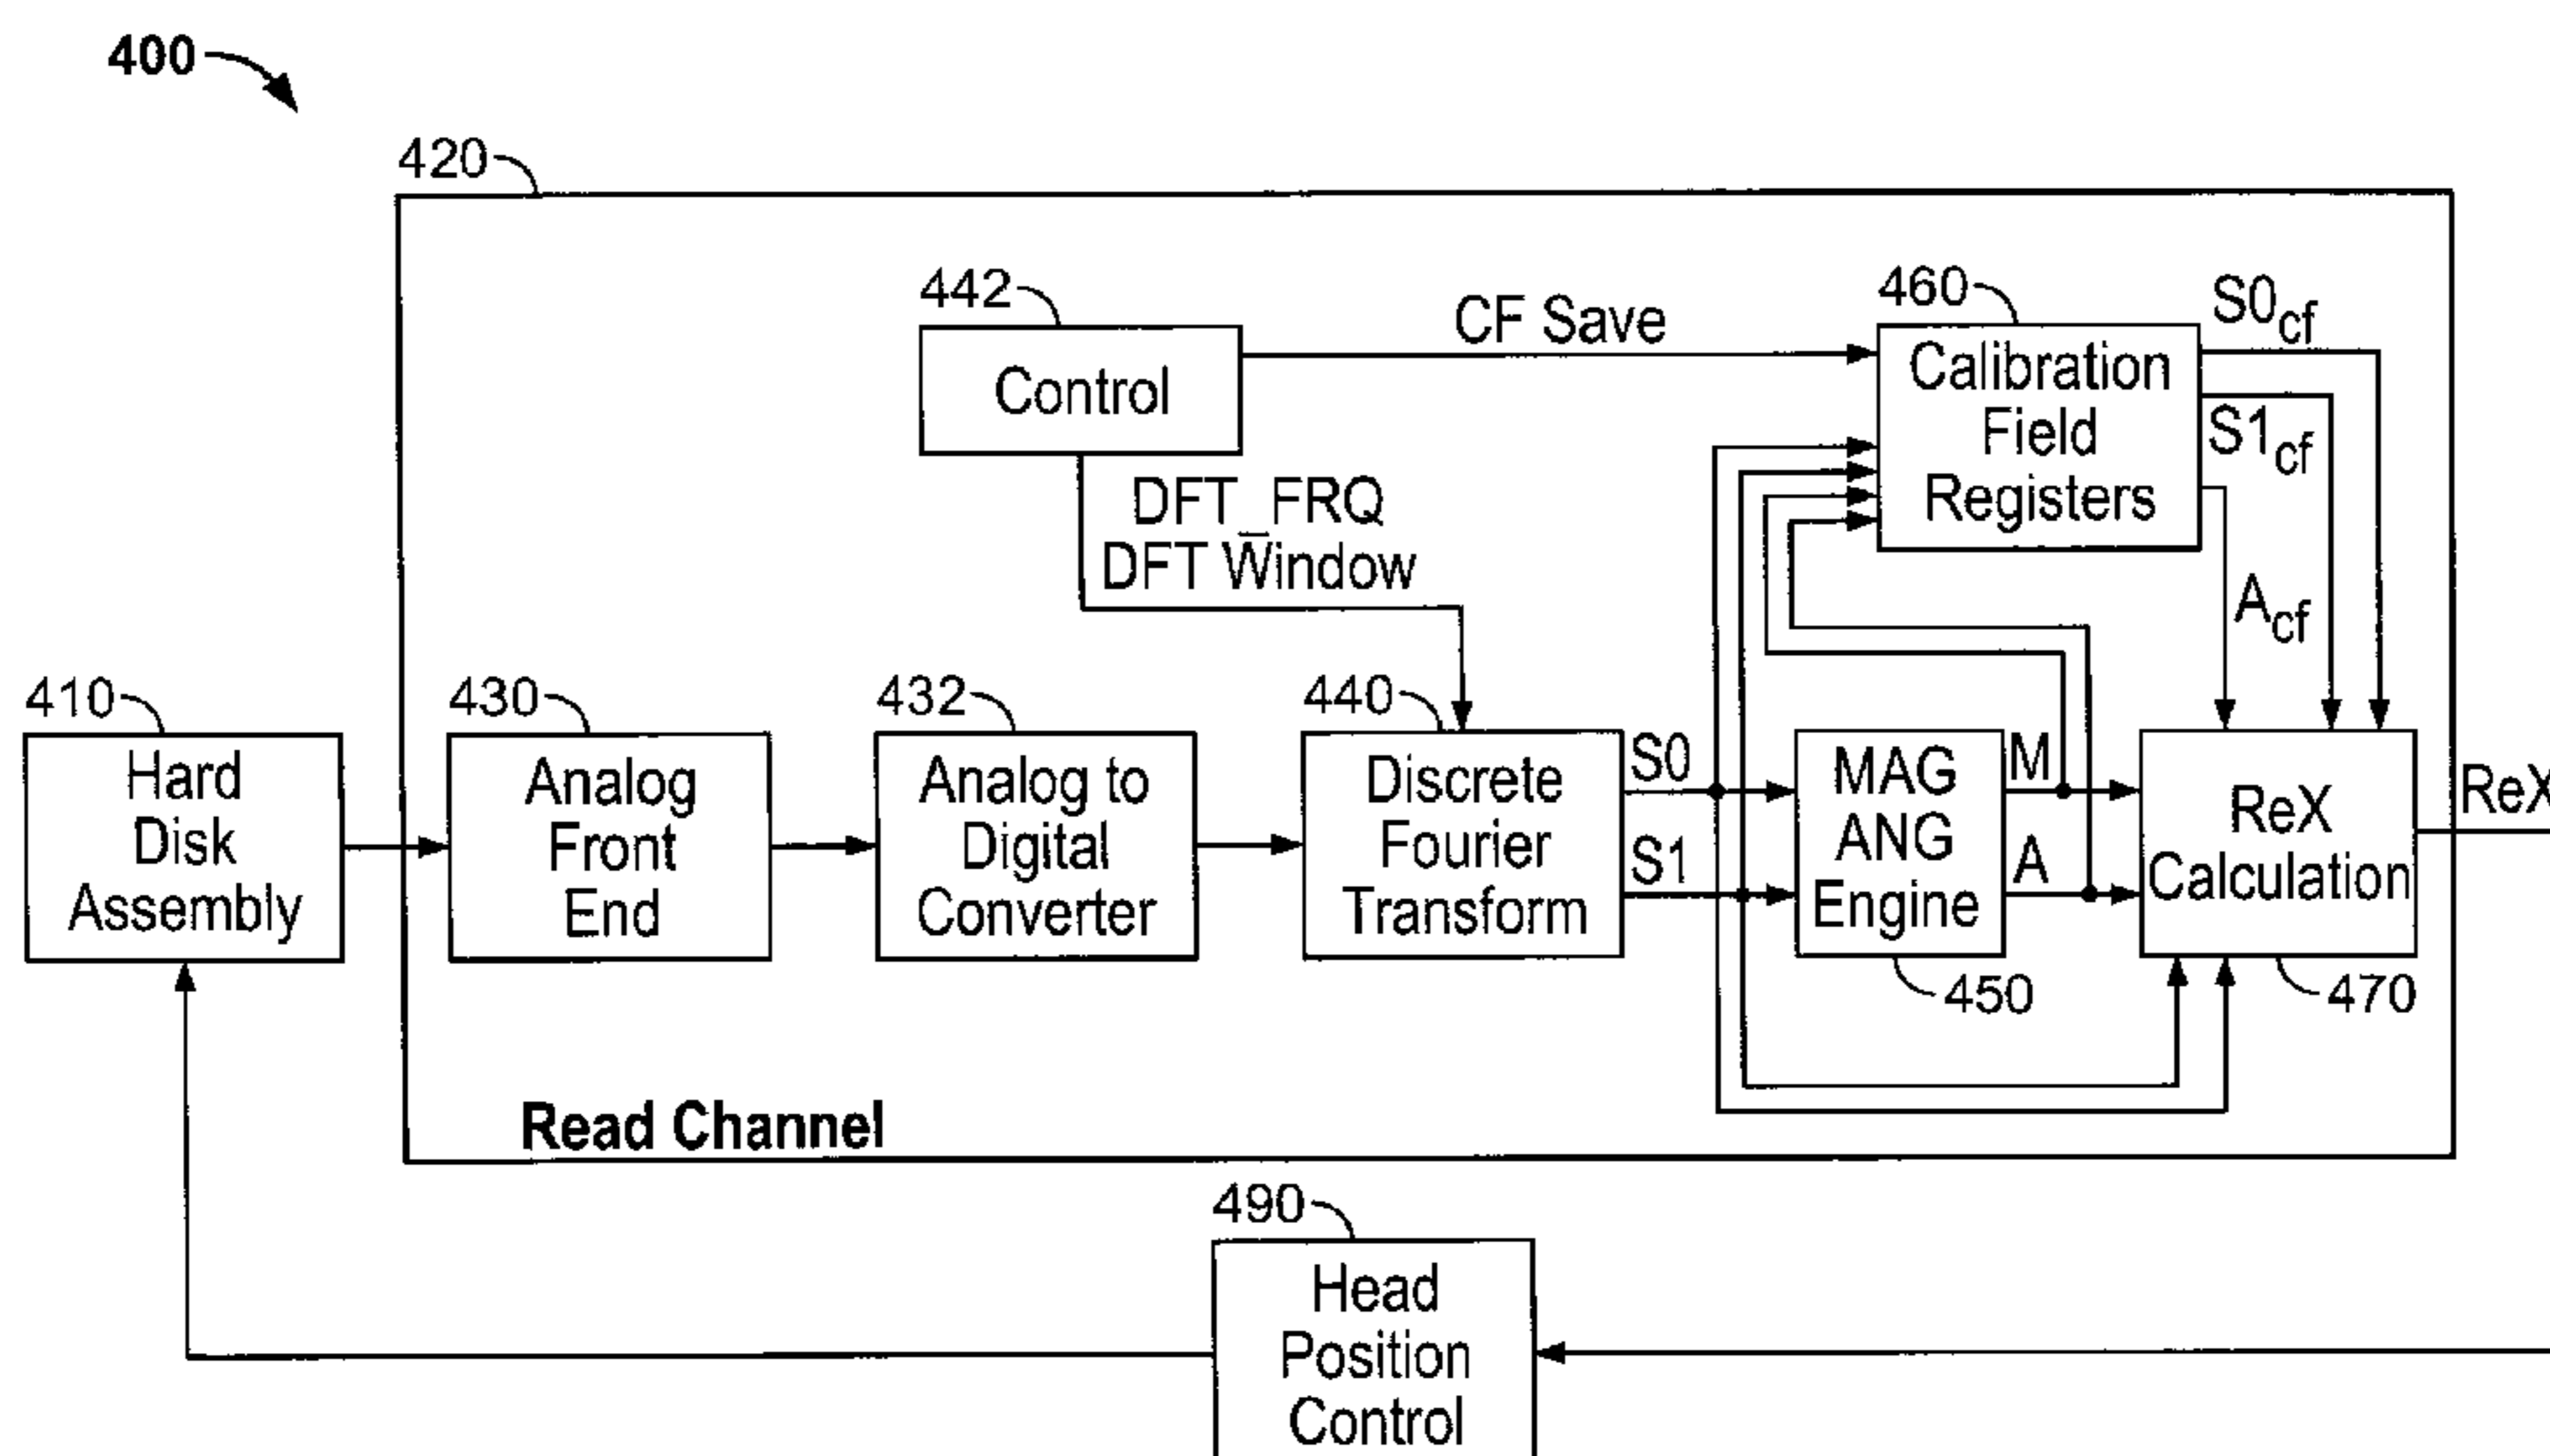 400
420
442
Control
CF Save
460
Calibration
Field
Registers
S0cf
S1cf
Acf
DFT_FRQ
DFT Window
410
Hard
Disk
Assembly
430
Analog
Front
End
432
Analog to
Digital
Converter
440
Discrete
Fourier
Transform
S0
S1
MAG
ANG
Engine
450
M
A
ReX
Calculation
470
ReX
Read Channel
490
Head
Position
Control